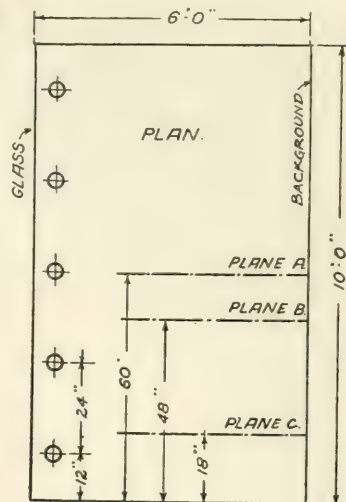 6'0"
PLAN.
GLASS
BACKGROUND
10'0"
PLANE A.
PLANE B.
PLANE C.
60"
48"
24"
18"
12"